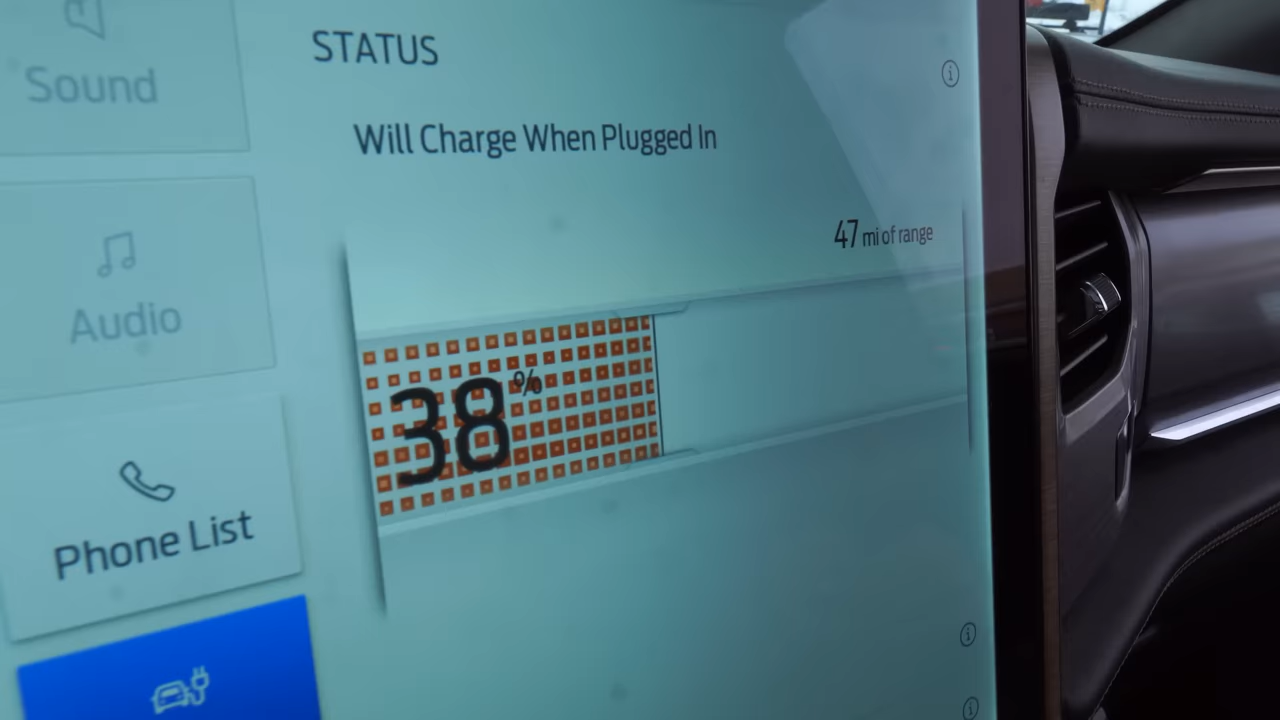 Sound
STATUS
Will Charge When Plugged In
47 mi of range
Audio
38%
Phone List